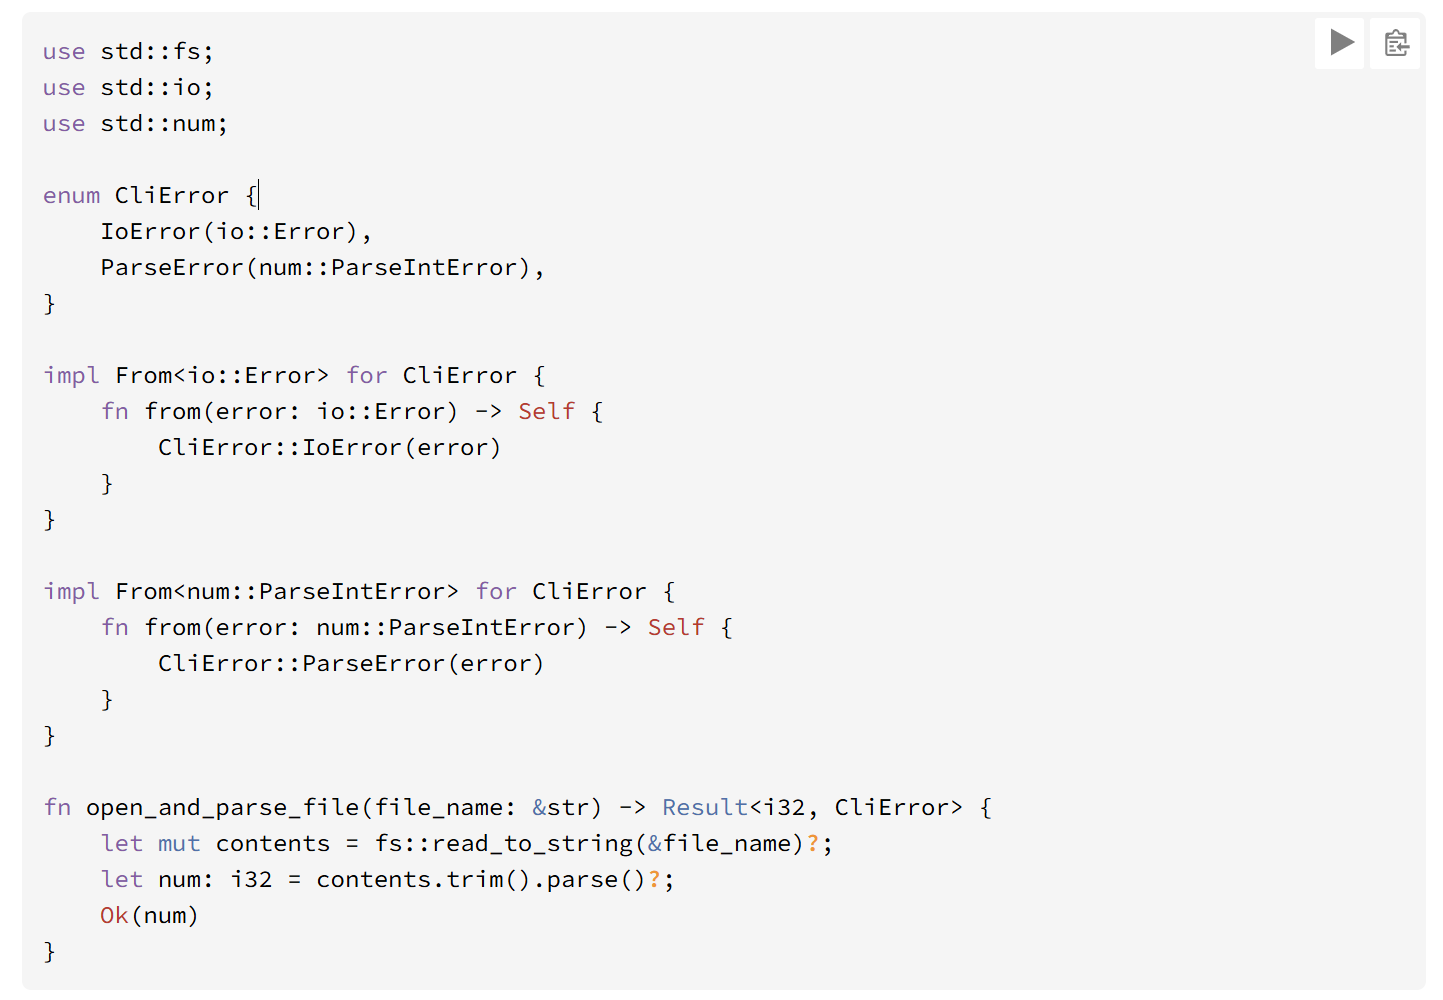 use std::fs;
use std::io;
use std::num;

enum CliError {
    IoError(io::Error),
    ParseError(num::ParseIntError),
}

impl From<io::Error> for CliError {
    fn from(error: io::Error) -> Self {
        CliError::IoError(error)
    }
}

impl From<num::ParseIntError> for CliError {
    fn from(error: num::ParseIntError) -> Self {
        CliError::ParseError(error)
    }
}

fn open_and_parse_file(file_name: &str) -> Result<i32, CliError> {
    let mut contents = fs::read_to_string(&file_name)?;
    let num: i32 = contents.trim().parse()?;
    Ok(num)
}